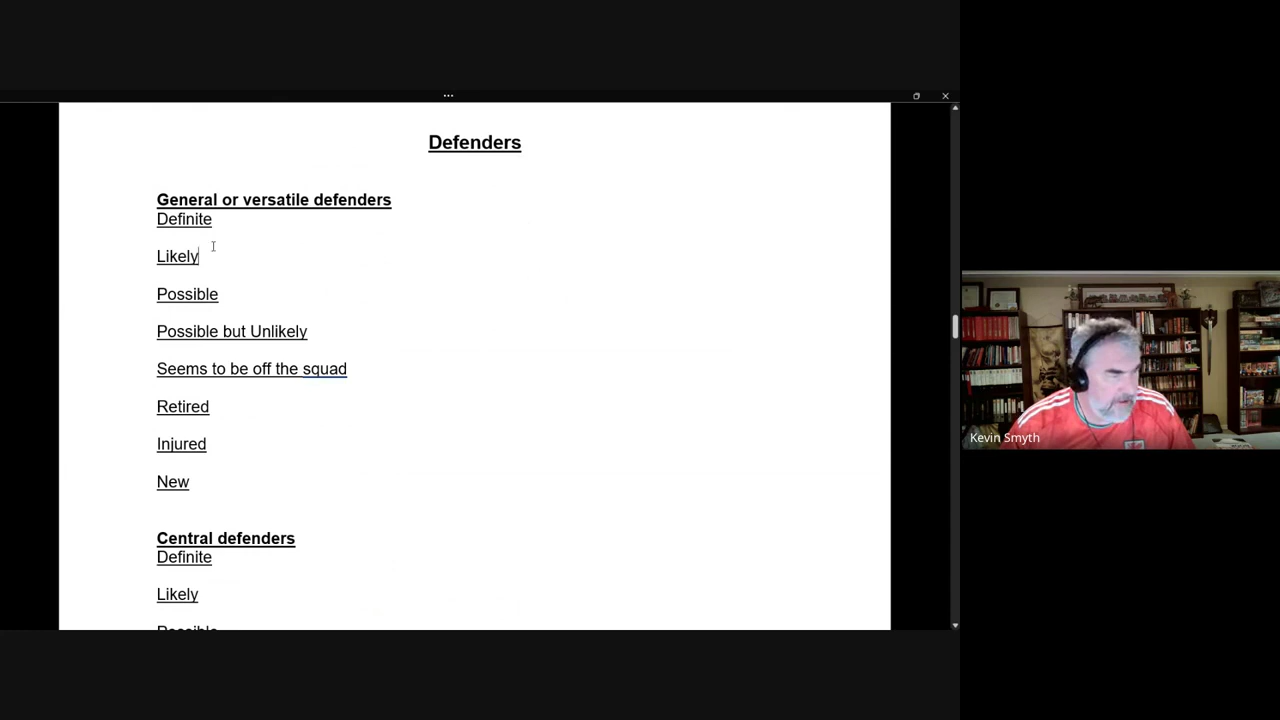 Defenders
General or versatile defenders
Definite
Likely
Possible
Possible but Unlikely
Seems to be off the squad
Retired
Injured
New
Central defenders
Definite
Likely
Possible
Kevin Smyth